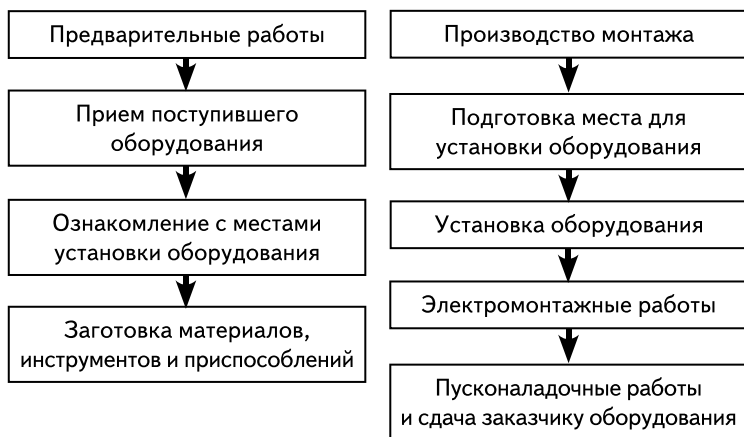 Предварительные работы
Прием поступившего
оборудования
Ознакомление с местами
установки оборудования
Заготовка материалов,
инструментов и приспособлений
Производство монтажа
Подготовка места для
установки оборудования
Установка оборудования
Электромонтажные работы
Пусконаладочные работы
и сдача заказчику оборудования